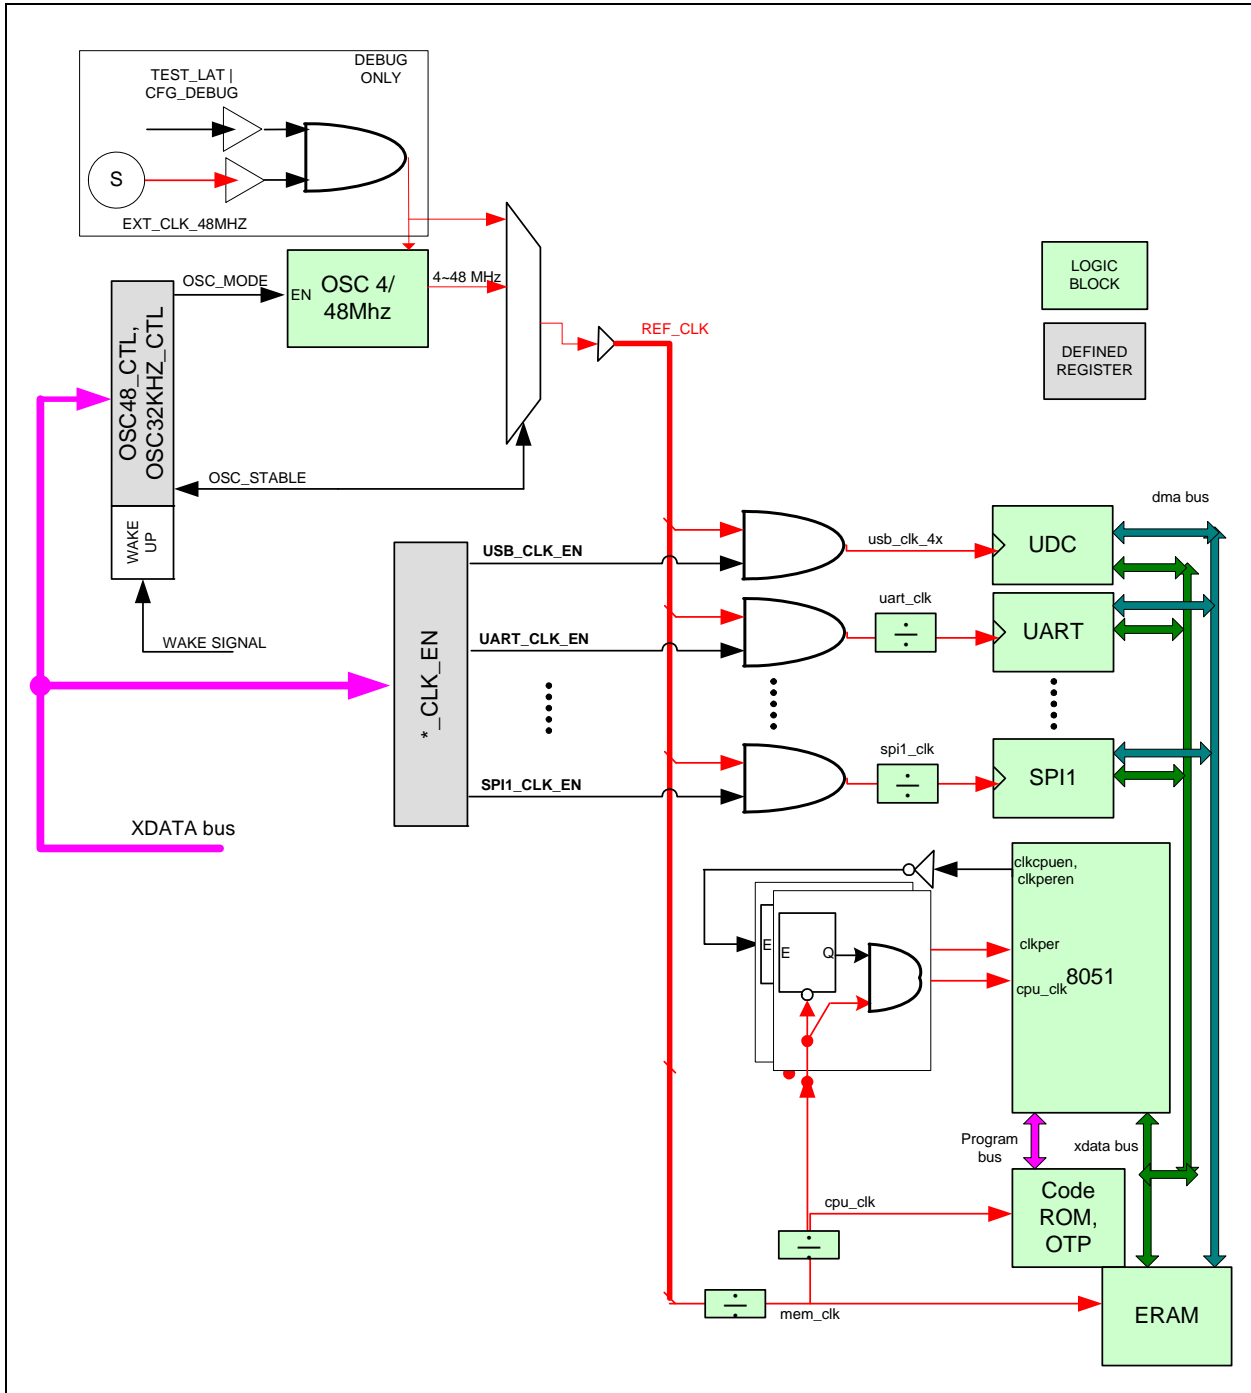 DEBUG
ONLY
TEST_LAT |
CFG_DEBUG
S
EXT_CLK_48MHZ
OSC_MODE
EN
OSC 4/
48Mhz
4~48 MHz
OSC48_CTL,
OSC32KHZ_CTL
REF_CLK
LOGIC
BLOCK
DEFINED
REGISTER
OSC_STABLE
WAKE
UP
WAKE SIGNAL
dma bus
*_CLK_EN
USB_CLK_EN
usb_clk_4x
UDC
UART_CLK_EN
uart_clk
UART
SPI1_CLK_EN
spi1_clk
SPI1
XDATA bus
clkcpuen,
clkperen
E
E
Q
clkper
cpu_clk
8051
Program
bus
xdata bus
cpu_clk
Code
ROM,
OTP
mem_clk
ERAM